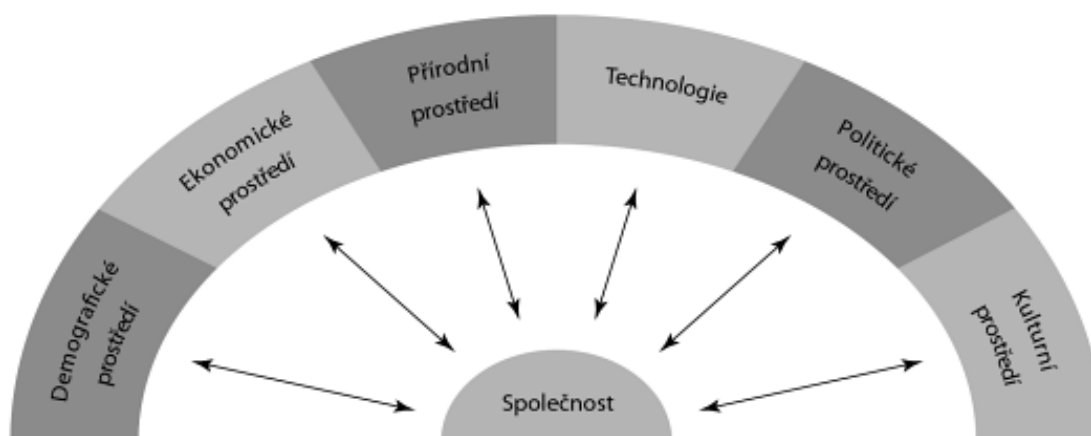 Demografické
prostředí
Ekonomické
prostředí
Přírodní
prostředí
Technologie
Politické
prostředí
Kulturní
prostředí
Společnost